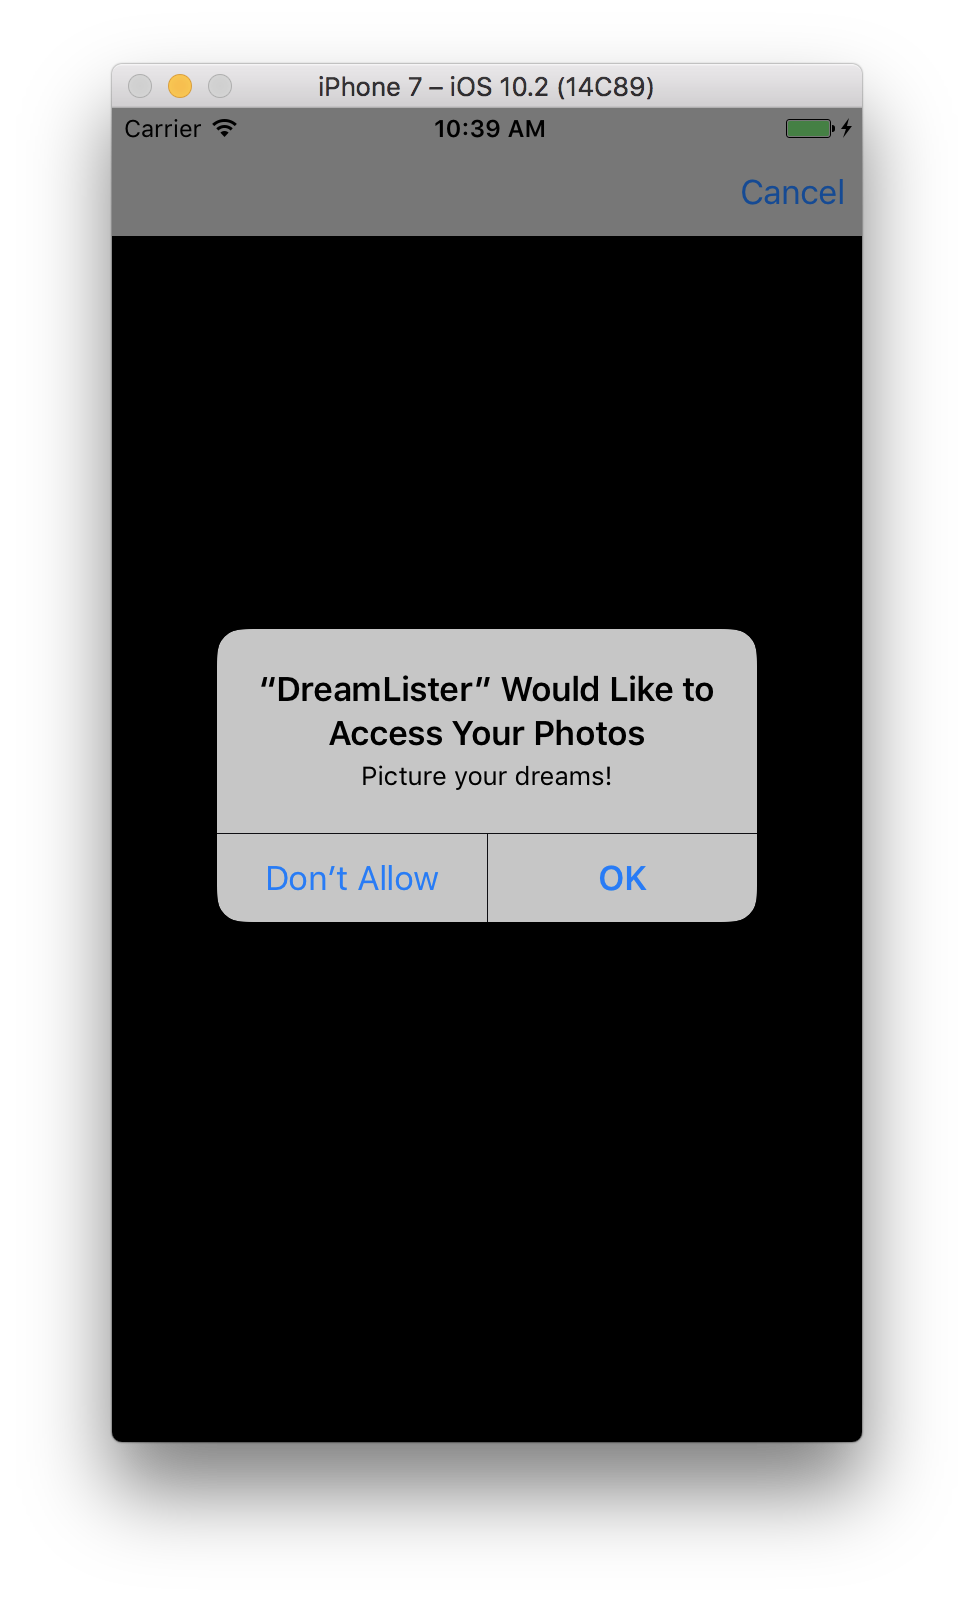 iPhone 7 – iOS 10.2 (14C89)
Carrier 10:39 AM
Cancel
“DreamLister” Would Like to
Access Your Photos
Picture your dreams!
Don’t Allow OK